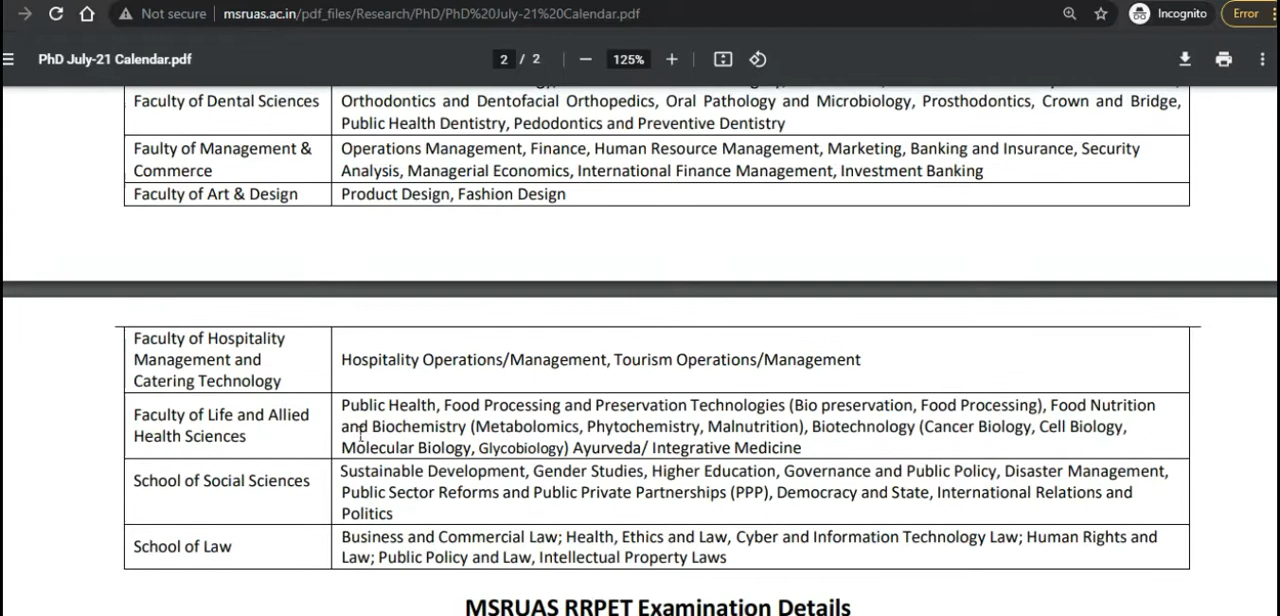 Not secure | msruas.ac.in/pdf_files/Research/PhD/PhD%20July-21%20Calendar.pdf Incognito Error
PhD July-21 Calendar.pdf 2 / 2 125%
Faculty of Dental Sciences
Orthodontics and Dentofacial Orthopedics, Oral Pathology and Microbiology, Prosthodontics, Crown and Bridge,
Public Health Dentistry, Pedodontics and Preventive Dentistry
Faulty of Management &
Commerce
Operations Management, Finance, Human Resource Management, Marketing, Banking and Insurance, Security
Analysis, Managerial Economics, International Finance Management, Investment Banking
Faculty of Art & Design
Product Design, Fashion Design
Faculty of Hospitality
Management and
Catering Technology
Hospitality Operations/Management, Tourism Operations/Management
Faculty of Life and Allied
Health Sciences
Public Health, Food Processing and Preservation Technologies (Bio preservation, Food Processing), Food Nutrition
and Biochemistry (Metabolomics, Phytochemistry, Malnutrition), Biotechnology (Cancer Biology, Cell Biology,
Molecular Biology, Glycobiology) Ayurveda/ Integrative Medicine
School of Social Sciences
Sustainable Development, Gender Studies, Higher Education, Governance and Public Policy, Disaster Management,
Public Sector Reforms and Public Private Partnerships (PPP), Democracy and State, International Relations and
Politics
School of Law
Business and Commercial Law; Health, Ethics and Law, Cyber and Information Technology Law; Human Rights and
Law; Public Policy and Law, Intellectual Property Laws
MSRUAS RRPET Examination Details